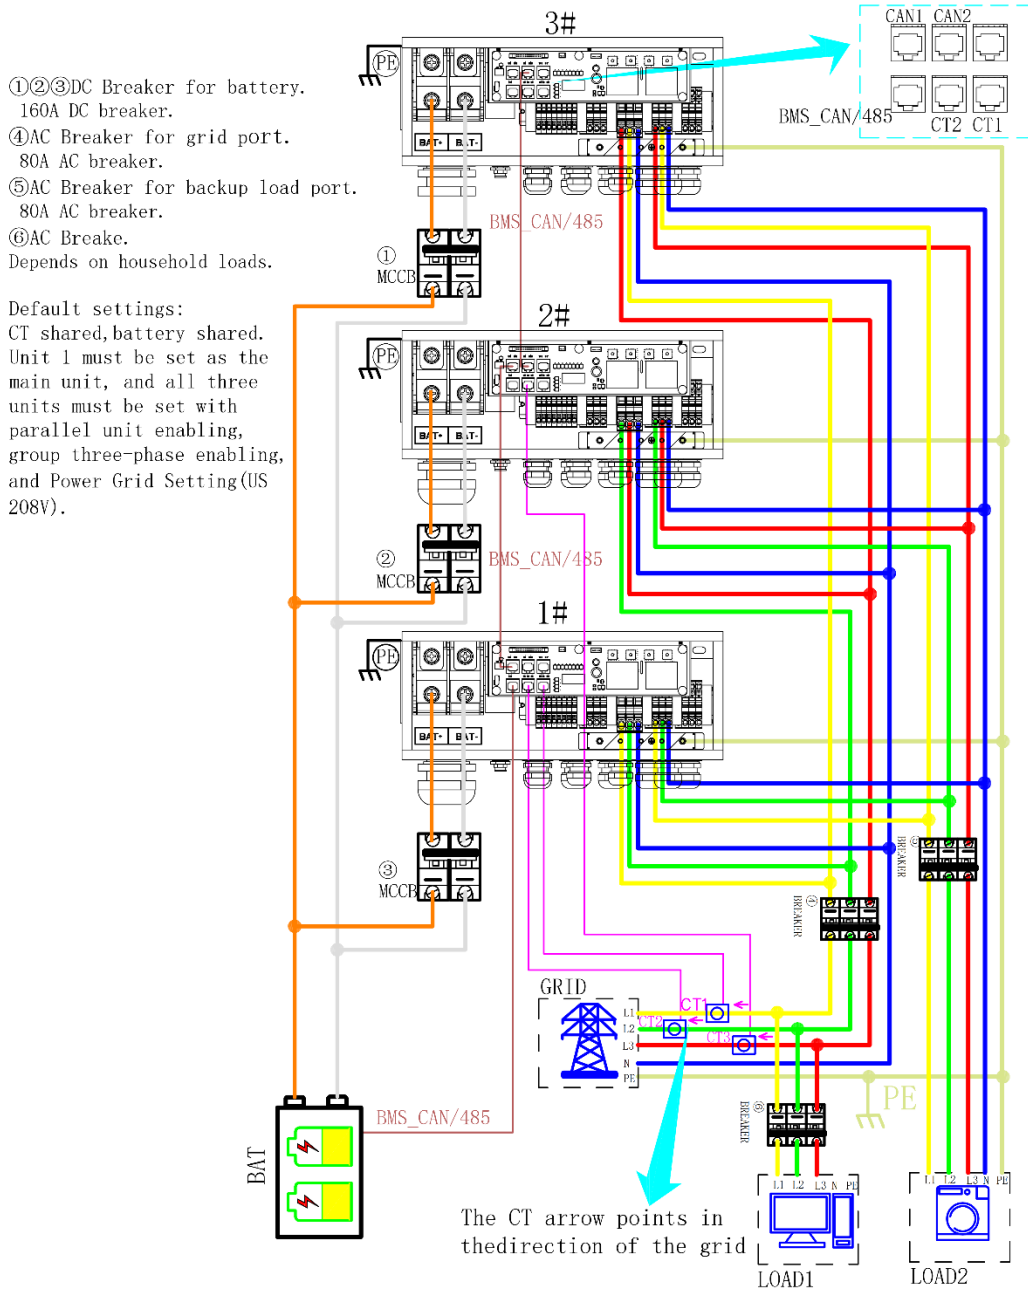 ①②③DC Breaker for battery.
160A DC breaker.
④AC Breaker for grid port.
80A AC breaker.
⑤AC Breaker for backup load port.
80A AC breaker.
⑥AC Breake.
Depends on household loads.
Default settings:
CT shared,battery shared.
Unit 1 must be set as the
main unit, and all three
units must be set with
parallel unit enabling,
group three-phase enabling,
and Power Grid Setting(US
208V).
3#
CAN1 CAN2
BMS_CAN/485
CT2 CT1
PE
BAT+ BAT-
BMS_CAN/485
①
MCCB
2#
PE
BAT+ BAT-
②
MCCB
BMS_CAN/485
1#
PE
BAT+ BAT-
③
MCCB
⑤
BREAKER
④
BREAKER
GRID
L1
L2
L3
N
PE
CT1
CT2
CT3
PE
⑥
BREAKER
BMS_CAN/485
BAT
L1 L2 L3 N PE
LOAD1
L1 L2 L3 N PE
LOAD2
The CT arrow points in
thedirection of the grid